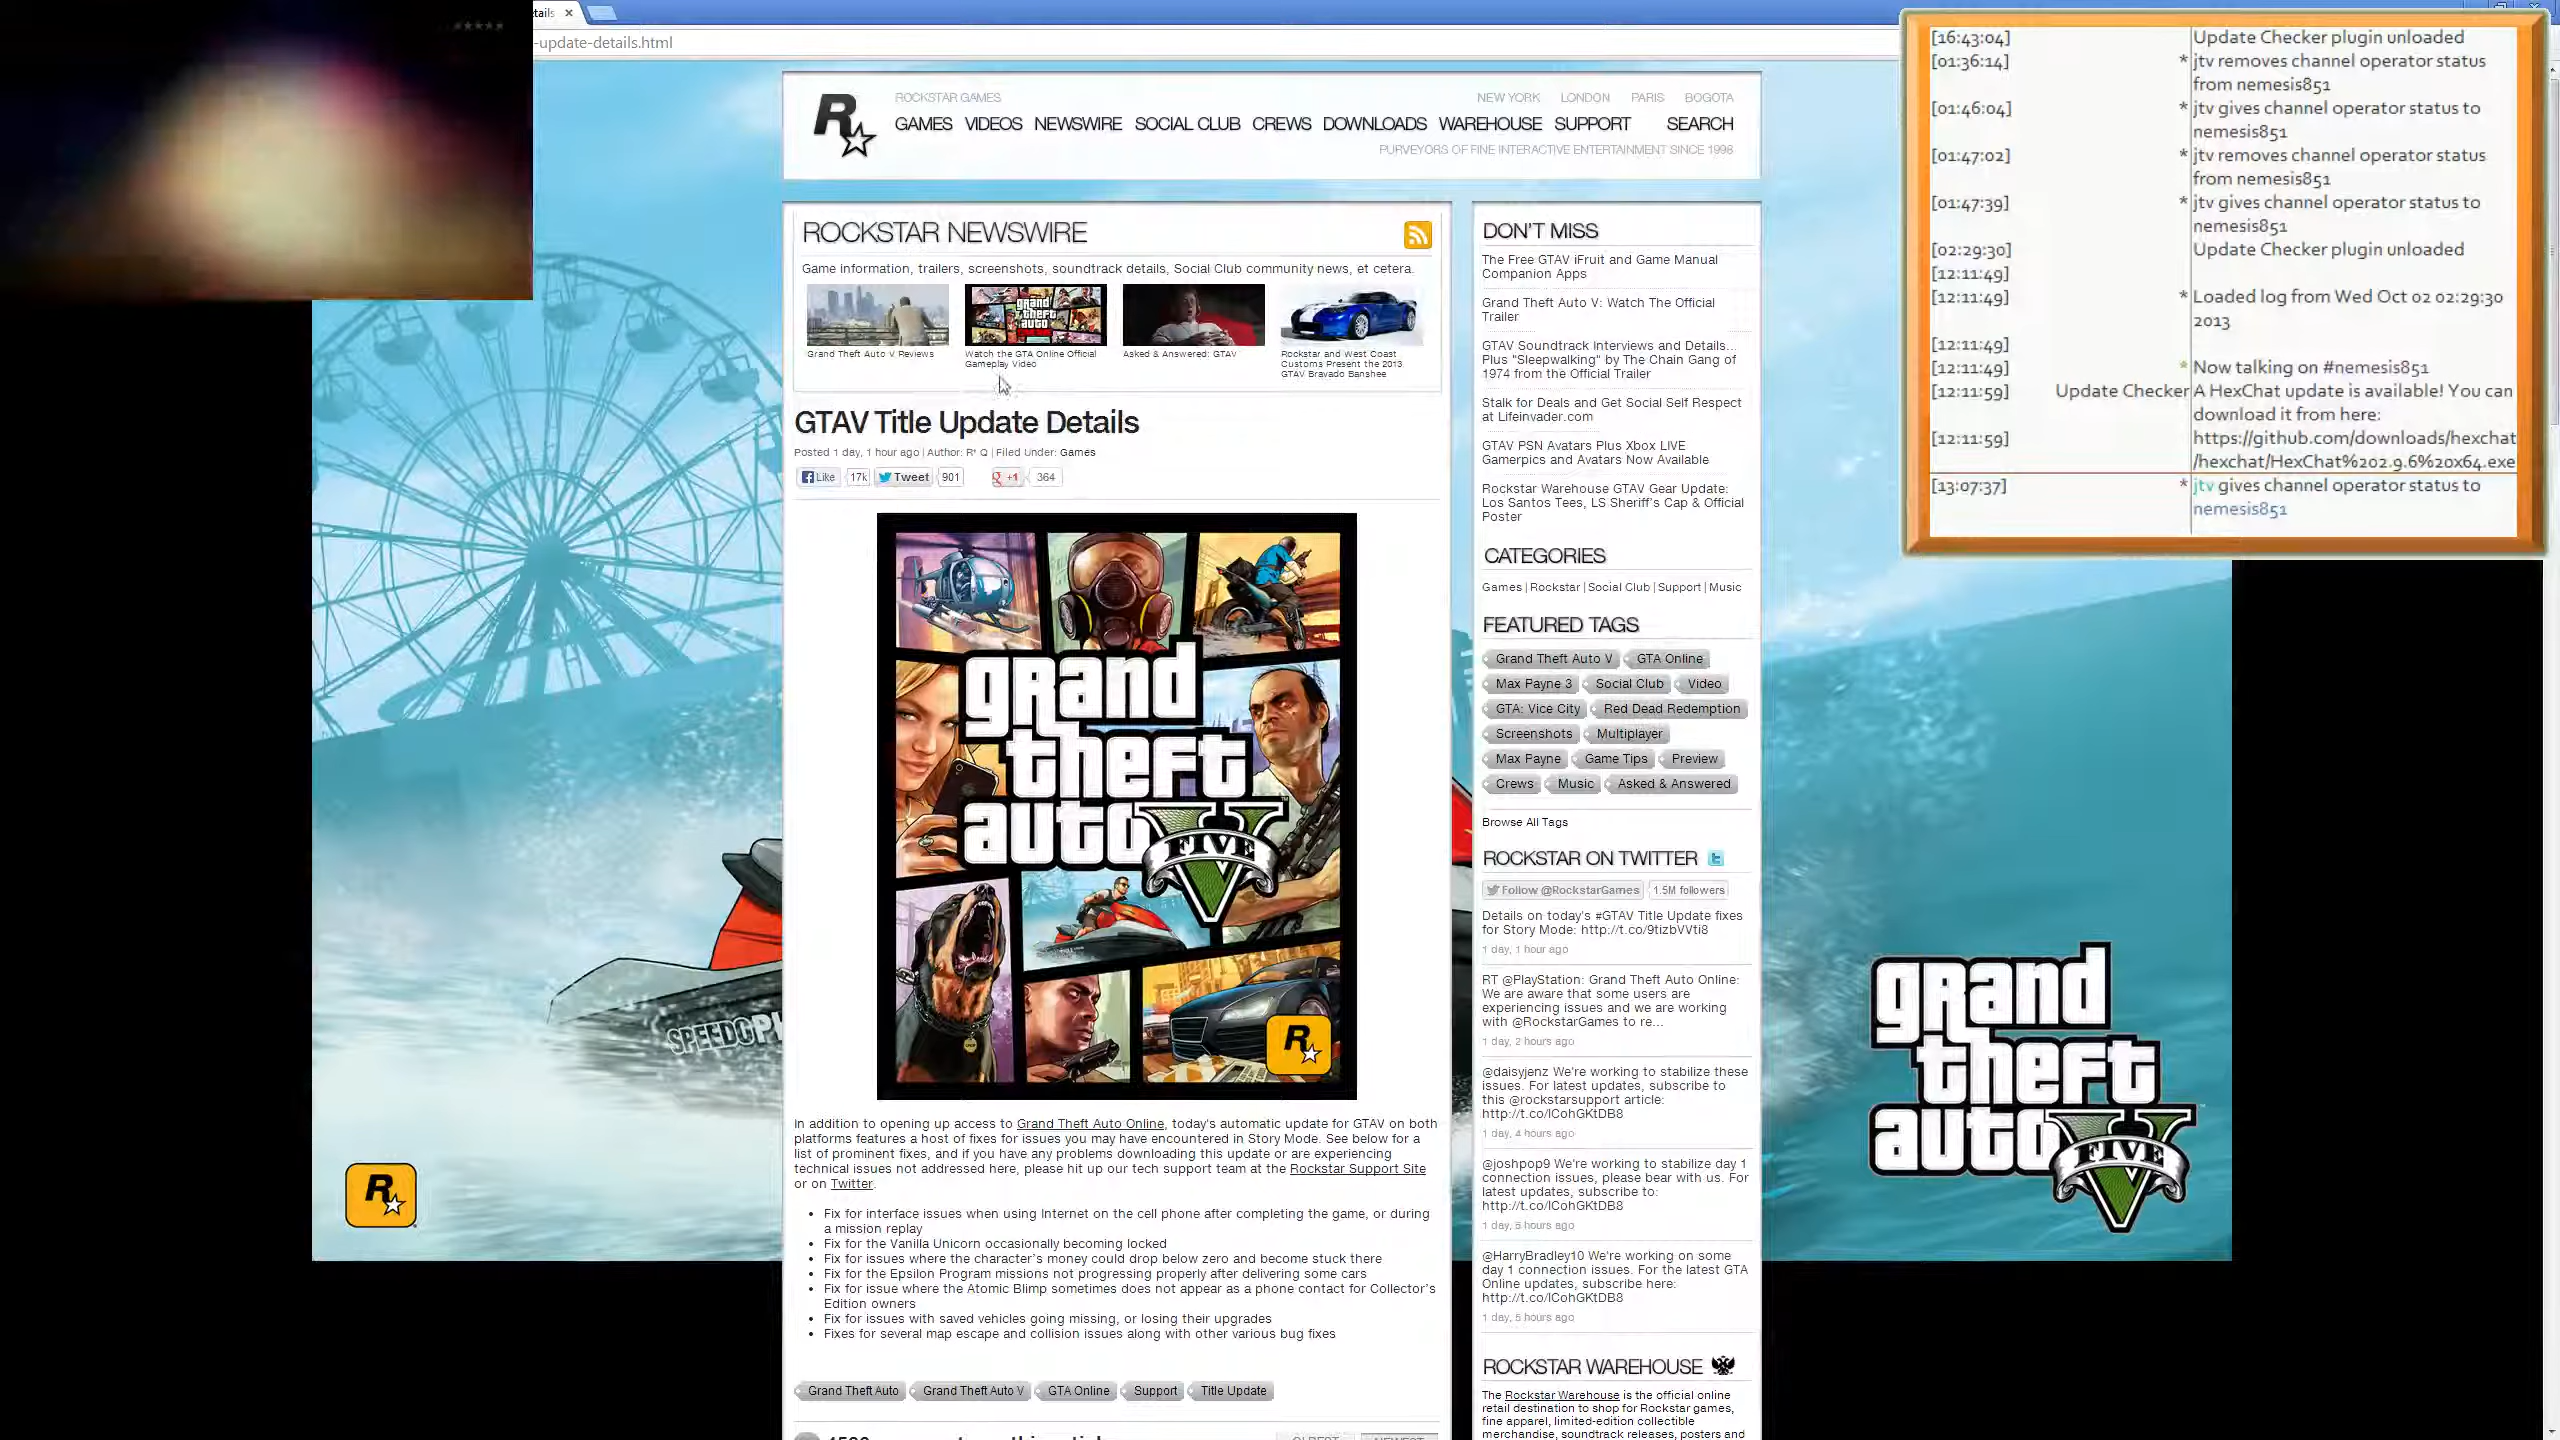 tails
-update-details.html
ROCKSTAR GAMES
NEW YORK LONDON PARIS BOGOTA
GAMES VIDEOS NEWSWIRE SOCIAL CLUB CREWS DOWNLOADS WAREHOUSE SUPPORT SEARCH
PURVEYORS OF FINE INTERACTIVE ENTERTAINMENT SINCE 1998
ROCKSTAR NEWSWIRE
Game information, trailers, screenshots, soundtrack details, Social Club community news, et cetera.
Grand Theft Auto V Reviews
Watch the GTA Online Official
Gameplay Video
Asked & Answered: GTAV
Rockstar and West Coast
Customs Present the 2013
GTAV Bravado Banshee
GTAV Title Update Details
Posted 1 day, 1 hour ago | Author: R* Q | Filed Under: Games
Like 17k Tweet 901 +1 364
grand
theft
auto
FIVE
In addition to opening up access to Grand Theft Auto Online, today's automatic update for GTAV on both
platforms features a host of fixes for issues you may have encountered in Story Mode. See below for a
list of prominent fixes, and if you have any problems downloading this update or are experiencing
technical issues not addressed here, please hit up our tech support team at the Rockstar Support Site
or on Twitter.
• Fix for interface issues when using Internet on the cell phone after completing the game, or during
a mission replay
• Fix for the Vanilla Unicorn occasionally becoming locked
• Fix for issues where the character's money could drop below zero and become stuck there
• Fix for the Epsilon Program missions not progressing properly after delivering some cars
• Fix for issue where the Atomic Blimp sometimes does not appear as a phone contact for Collector's
Edition owners
• Fix for issues with saved vehicles going missing, or losing their upgrades
• Fixes for several map escape and collision issues along with other various bug fixes
Grand Theft Auto Grand Theft Auto V GTA Online Support Title Update
DON'T MISS
The Free GTAV iFruit and Game Manual
Companion Apps
Grand Theft Auto V: Watch The Official
Trailer
GTAV Soundtrack Interviews and Details...
Plus "Sleepwalking" by The Chain Gang of
1974 from the Official Trailer
Stalk for Deals and Get Social Self Respect
at Lifeinvader.com
GTAV PSN Avatars Plus Xbox LIVE
Gamerpics and Avatars Now Available
Rockstar Warehouse GTAV Gear Update:
Los Santos Tees, LS Sheriff's Cap & Official
Poster
CATEGORIES
Games | Rockstar | Social Club | Support | Music
FEATURED TAGS
Grand Theft Auto V GTA Online
Max Payne 3 Social Club Video
GTA: Vice City Red Dead Redemption
Screenshots Multiplayer
Max Payne Game Tips Preview
Crews Music Asked & Answered
Browse All Tags
ROCKSTAR ON TWITTER
Follow @RockstarGames 1.5M followers
Details on today's #GTAV Title Update fixes
for Story Mode: http://t.co/9tizbVVti8
1 day, 1 hour ago
RT @PlayStation: Grand Theft Auto Online:
We are aware that some users are
experiencing issues and we are working
with @RockstarGames to re...
1 day, 2 hours ago
@daisyjenz We're working to stabilize these
issues. For latest updates, subscribe to
this @rockstarsupport article:
http://t.co/lCohGKtDB8
1 day, 4 hours ago
@joshpop9 We're working to stabilize day 1
connection issues, please bear with us. For
latest updates, subscribe to:
http://t.co/lCohGKtDB8
1 day, 5 hours ago
@HarryBradley10 We're working on some
day 1 connection issues. For the latest GTA
Online updates, subscribe here:
http://t.co/lCohGKtDB8
1 day, 5 hours ago
ROCKSTAR WAREHOUSE
The Rockstar Warehouse is the official online
retail destination to shop for Rockstar games,
fine apparel, limited-edition collectible
merchandise, soundtrack releases, posters and
[16:43:04] Update Checker plugin unloaded
[01:36:14] * jtv removes channel operator status
from nemesis851
[01:46:04] * jtv gives channel operator status to
nemesis851
[01:47:02] * jtv removes channel operator status
from nemesis851
[01:47:39] * jtv gives channel operator status to
nemesis851
[02:29:30] Update Checker plugin unloaded
[12:11:49]
[12:11:49] * Loaded log from Wed Oct 02 02:29:30
2013
[12:11:49]
[12:11:49] * Now talking on #nemesis851
[12:11:59] Update Checker A HexChat update is available! You can
download it from here:
[12:11:59] https://github.com/downloads/hexchat
/hexchat/HexChat%202.9.6%20x64.exe
[13:07:37] * jtv gives channel operator status to
nemesis851
SPEEDOPH
grand
theft
auto
FIVE